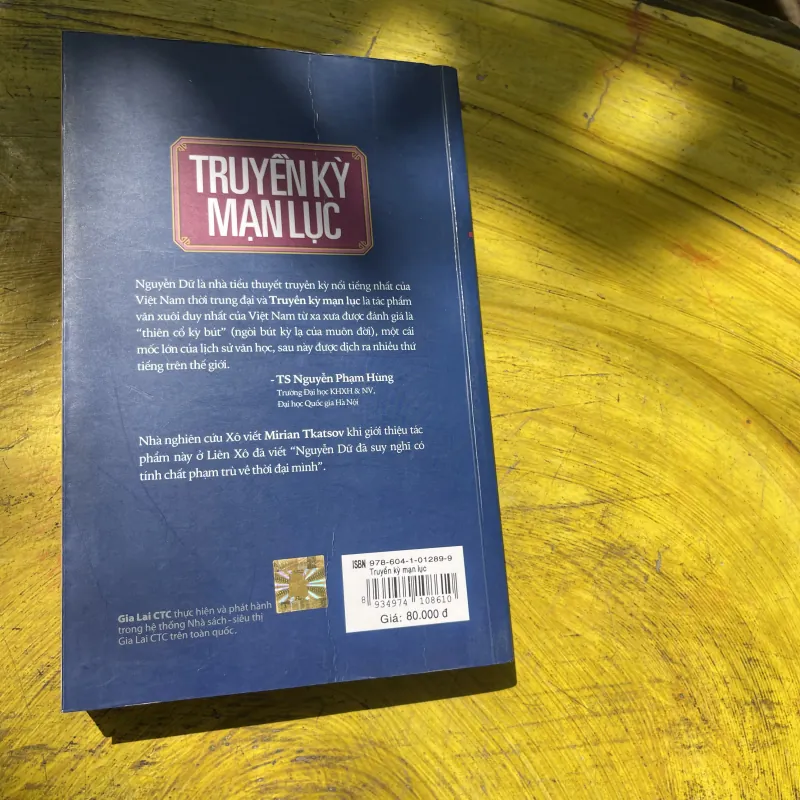 TRUYỀN KỲ
MẠN LỤC
Nguyễn Dữ là nhà tiểu thuyết truyền kỳ nổi tiếng nhất của
Việt Nam thời trung đại và Truyền kỳ mạn lục là tác phẩm
văn xuôi duy nhất của Việt Nam từ xa xưa được đánh giá là
“thiên cổ kỳ bút” (ngòi bút kỳ lạ của muôn đời), một cái
mốc lớn của lịch sử văn học, sau này được dịch ra nhiều thứ
tiếng trên thế giới.
- TS Nguyễn Phạm Hùng
Trường Đại học KHXH & NV,
Đại học Quốc gia Hà Nội
Nhà nghiên cứu Xô viết Mirian Tkatsov khi giới thiệu tác
phẩm này ở Liên Xô đã viết “Nguyễn Dữ đã suy nghĩ có
tính chất phạm trù về thời đại mình”.
ISBN 978-604-1-01289-9
Truyền kỳ mạn lục
8 934974 108610
Giá: 80.000 đ
Gia Lai CTC thực hiện và phát hành
trong hệ thống Nhà sách - siêu thị
Gia Lai CTC trên toàn quốc.